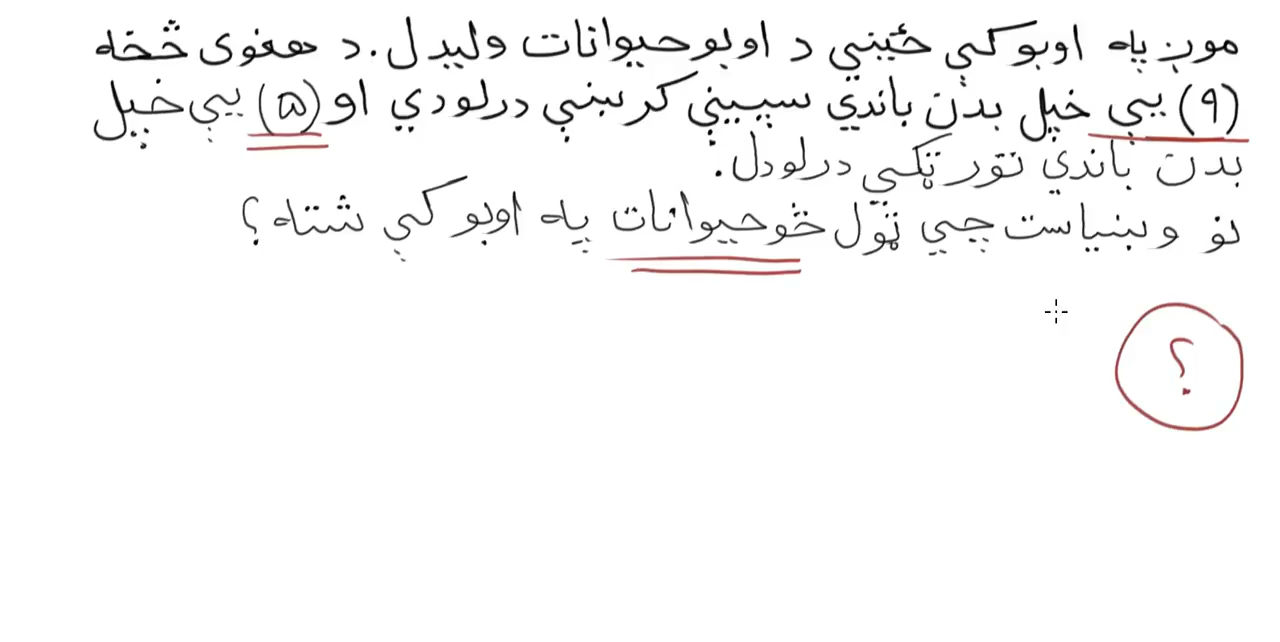 موږ په اوبو کې ځینې د اوبو حیوانات ولیدل. د هغوی څخه
(۹) یې خپل بدن باندې سپینې کرښې درلودې او (۵) یې خپل
بدن باندې تور ټکي درلودل.
نو وښیاست چې ټول څو حیوانات په اوبو کې شته؟
؟